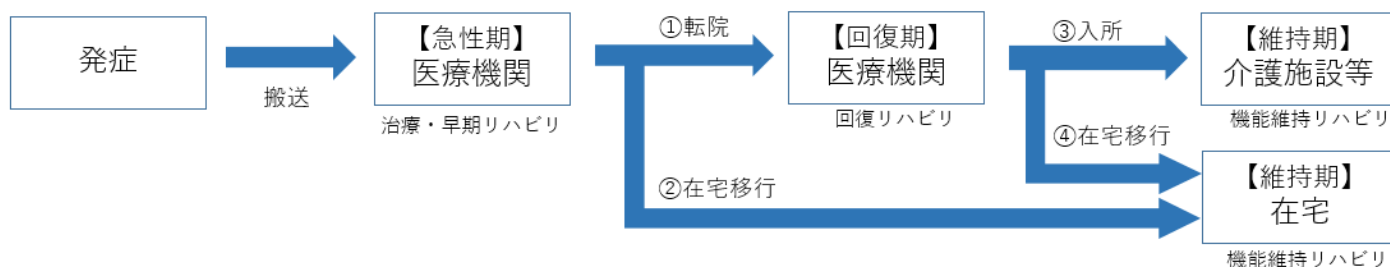 発症
搬送
【急性期】
医療機関
治療・早期リハビリ
①転院
②在宅移行
【回復期】
医療機関
回復リハビリ
③入所
④在宅移行
【維持期】
介護施設等
機能維持リハビリ
【維持期】
在宅
機能維持リハビリ